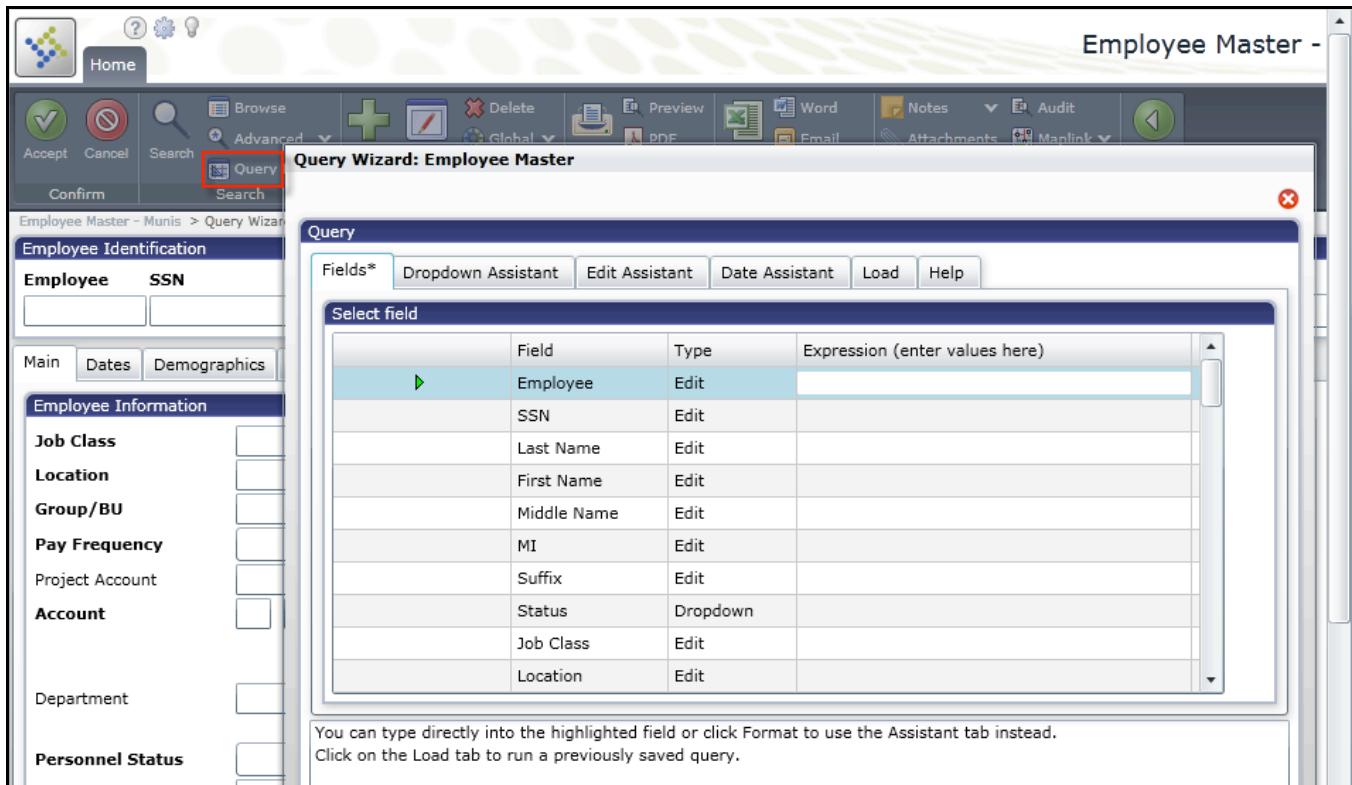 Employee Master -
Home
Browse
Delete
Preview
Word
Notes
Audit
Advanced
Global
PDF
Email
Attachments
Maplink
Accept
Cancel
Search
Query
Confirm
Search
Query Wizard: Employee Master
Employee Master - Munis > Query Wizar
Employee Identification
Employee
SSN
Main
Dates
Demographics
Employee Information
Job Class
Location
Group/BU
Pay Frequency
Project Account
Account
Department
Personnel Status
Query
Fields*
Dropdown Assistant
Edit Assistant
Date Assistant
Load
Help
Select field
Field Type Expression (enter values here)
Employee Edit
SSN Edit
Last Name Edit
First Name Edit
Middle Name Edit
MI Edit
Suffix Edit
Status Dropdown
Job Class Edit
Location Edit
You can type directly into the highlighted field or click Format to use the Assistant tab instead.
Click on the Load tab to run a previously saved query.